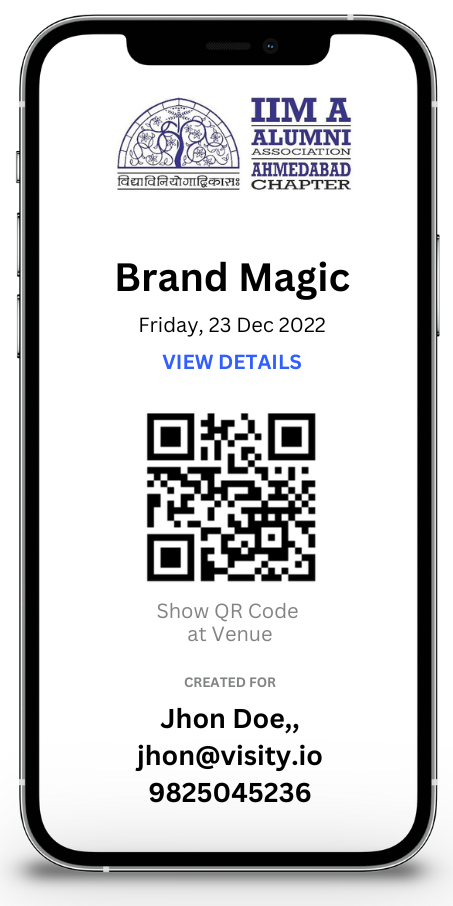 विद्याविनियोगाद्विकासः
IIM A
ALUMNI
ASSOCIATION
AHMEDABAD
CHAPTER
Brand Magic
Friday, 23 Dec 2022
VIEW DETAILS
Show QR Code
at Venue
CREATED FOR
Jhon Doe,,
jhon@visity.io
9825045236